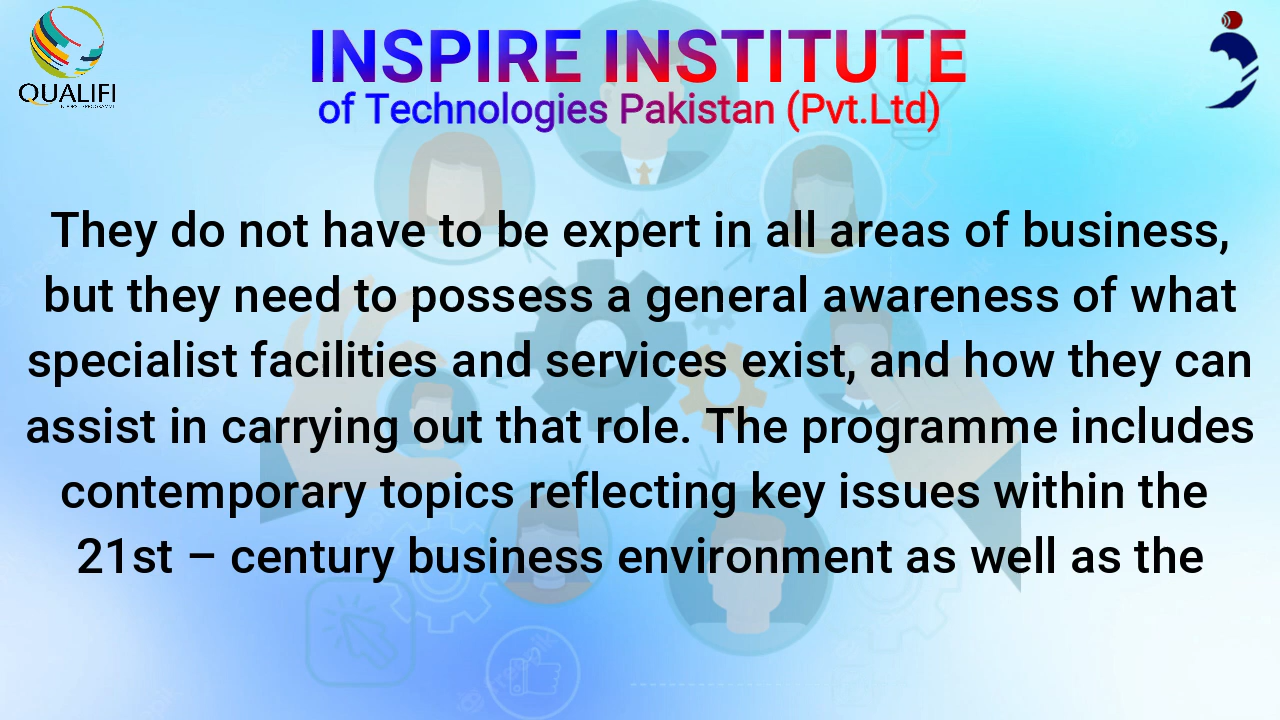 QUALIFI
INSPIRE INSTITUTE
of Technologies Pakistan (Pvt.Ltd)
They do not have to be expert in all areas of business,
but they need to possess a general awareness of what
specialist facilities and services exist, and how they can
assist in carrying out that role. The programme includes
contemporary topics reflecting key issues within the
21st – century business environment as well as the